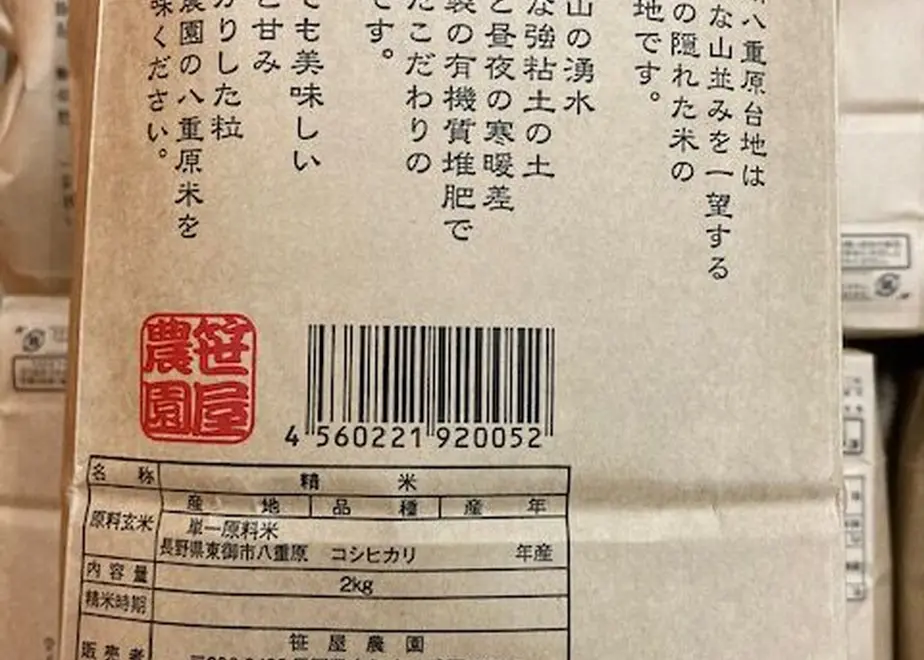 八重原台地は
な山並みを一望する
の隠れた米の
地です。
山の湧水
な強粘土の土
と昼夜の寒暖差
製の有機質堆肥で
たこだわりの
です。
ても美味しい
と甘み
かりした粒
農園の八重原米を
味ください。
笹屋
農園
4 560221 920052
名 称 精 米
原料玄米 産 地 品 種 産 年
単一原料米
長野県東御市八重原 コシヒカリ 年産
内容量 2kg
精米時期
販売者 笹屋農園